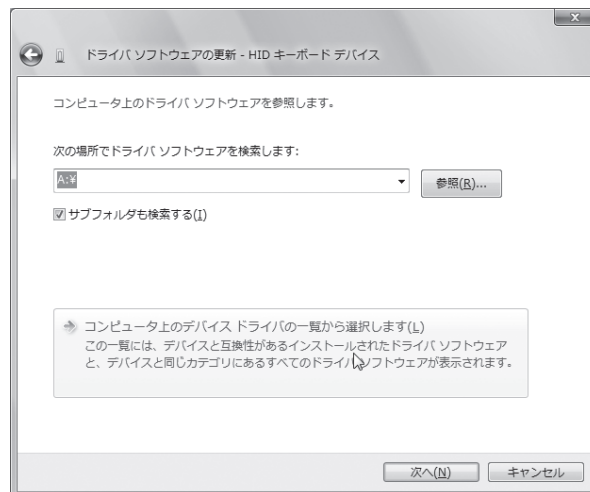 ドライバ ソフトウェアの更新 - HID キーボード デバイス
コンピュータ上のドライバ ソフトウェアを参照します。
次の場所でドライバ ソフトウェアを検索します:
A:¥
参照(R)...
サブフォルダも検索する(I)
コンピュータ上のデバイス ドライバの一覧から選択します(L)
この一覧には、デバイスと互換性があるインストールされたドライバ ソフトウェア
と、デバイスと同じカテゴリにあるすべてのドライバ ソフトウェアが表示されます。
次へ(N)
キャンセル